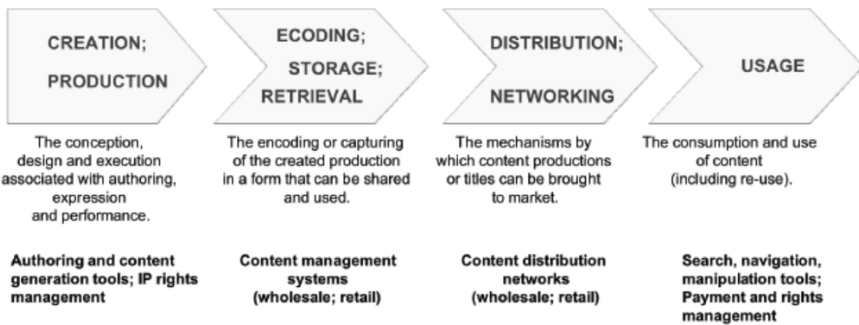 CREATION;
PRODUCTION
ECODING;
STORAGE;
RETRIEVAL
DISTRIBUTION;
NETWORKING
USAGE
The conception,
design and execution
associated with authoring,
expression
and performance.
The encoding or capturing
of the created production
in a form that can be shared
and used.
The mechanisms by
which content productions
or titles can be brought
to market.
The consumption and use
of content
(including re-use).
Authoring and content
generation tools; IP rights
management
Content management
systems
(wholesale; retail)
Content distribution
networks
(wholesale; retail)
Search, navigation,
manipulation tools;
Payment and rights
management